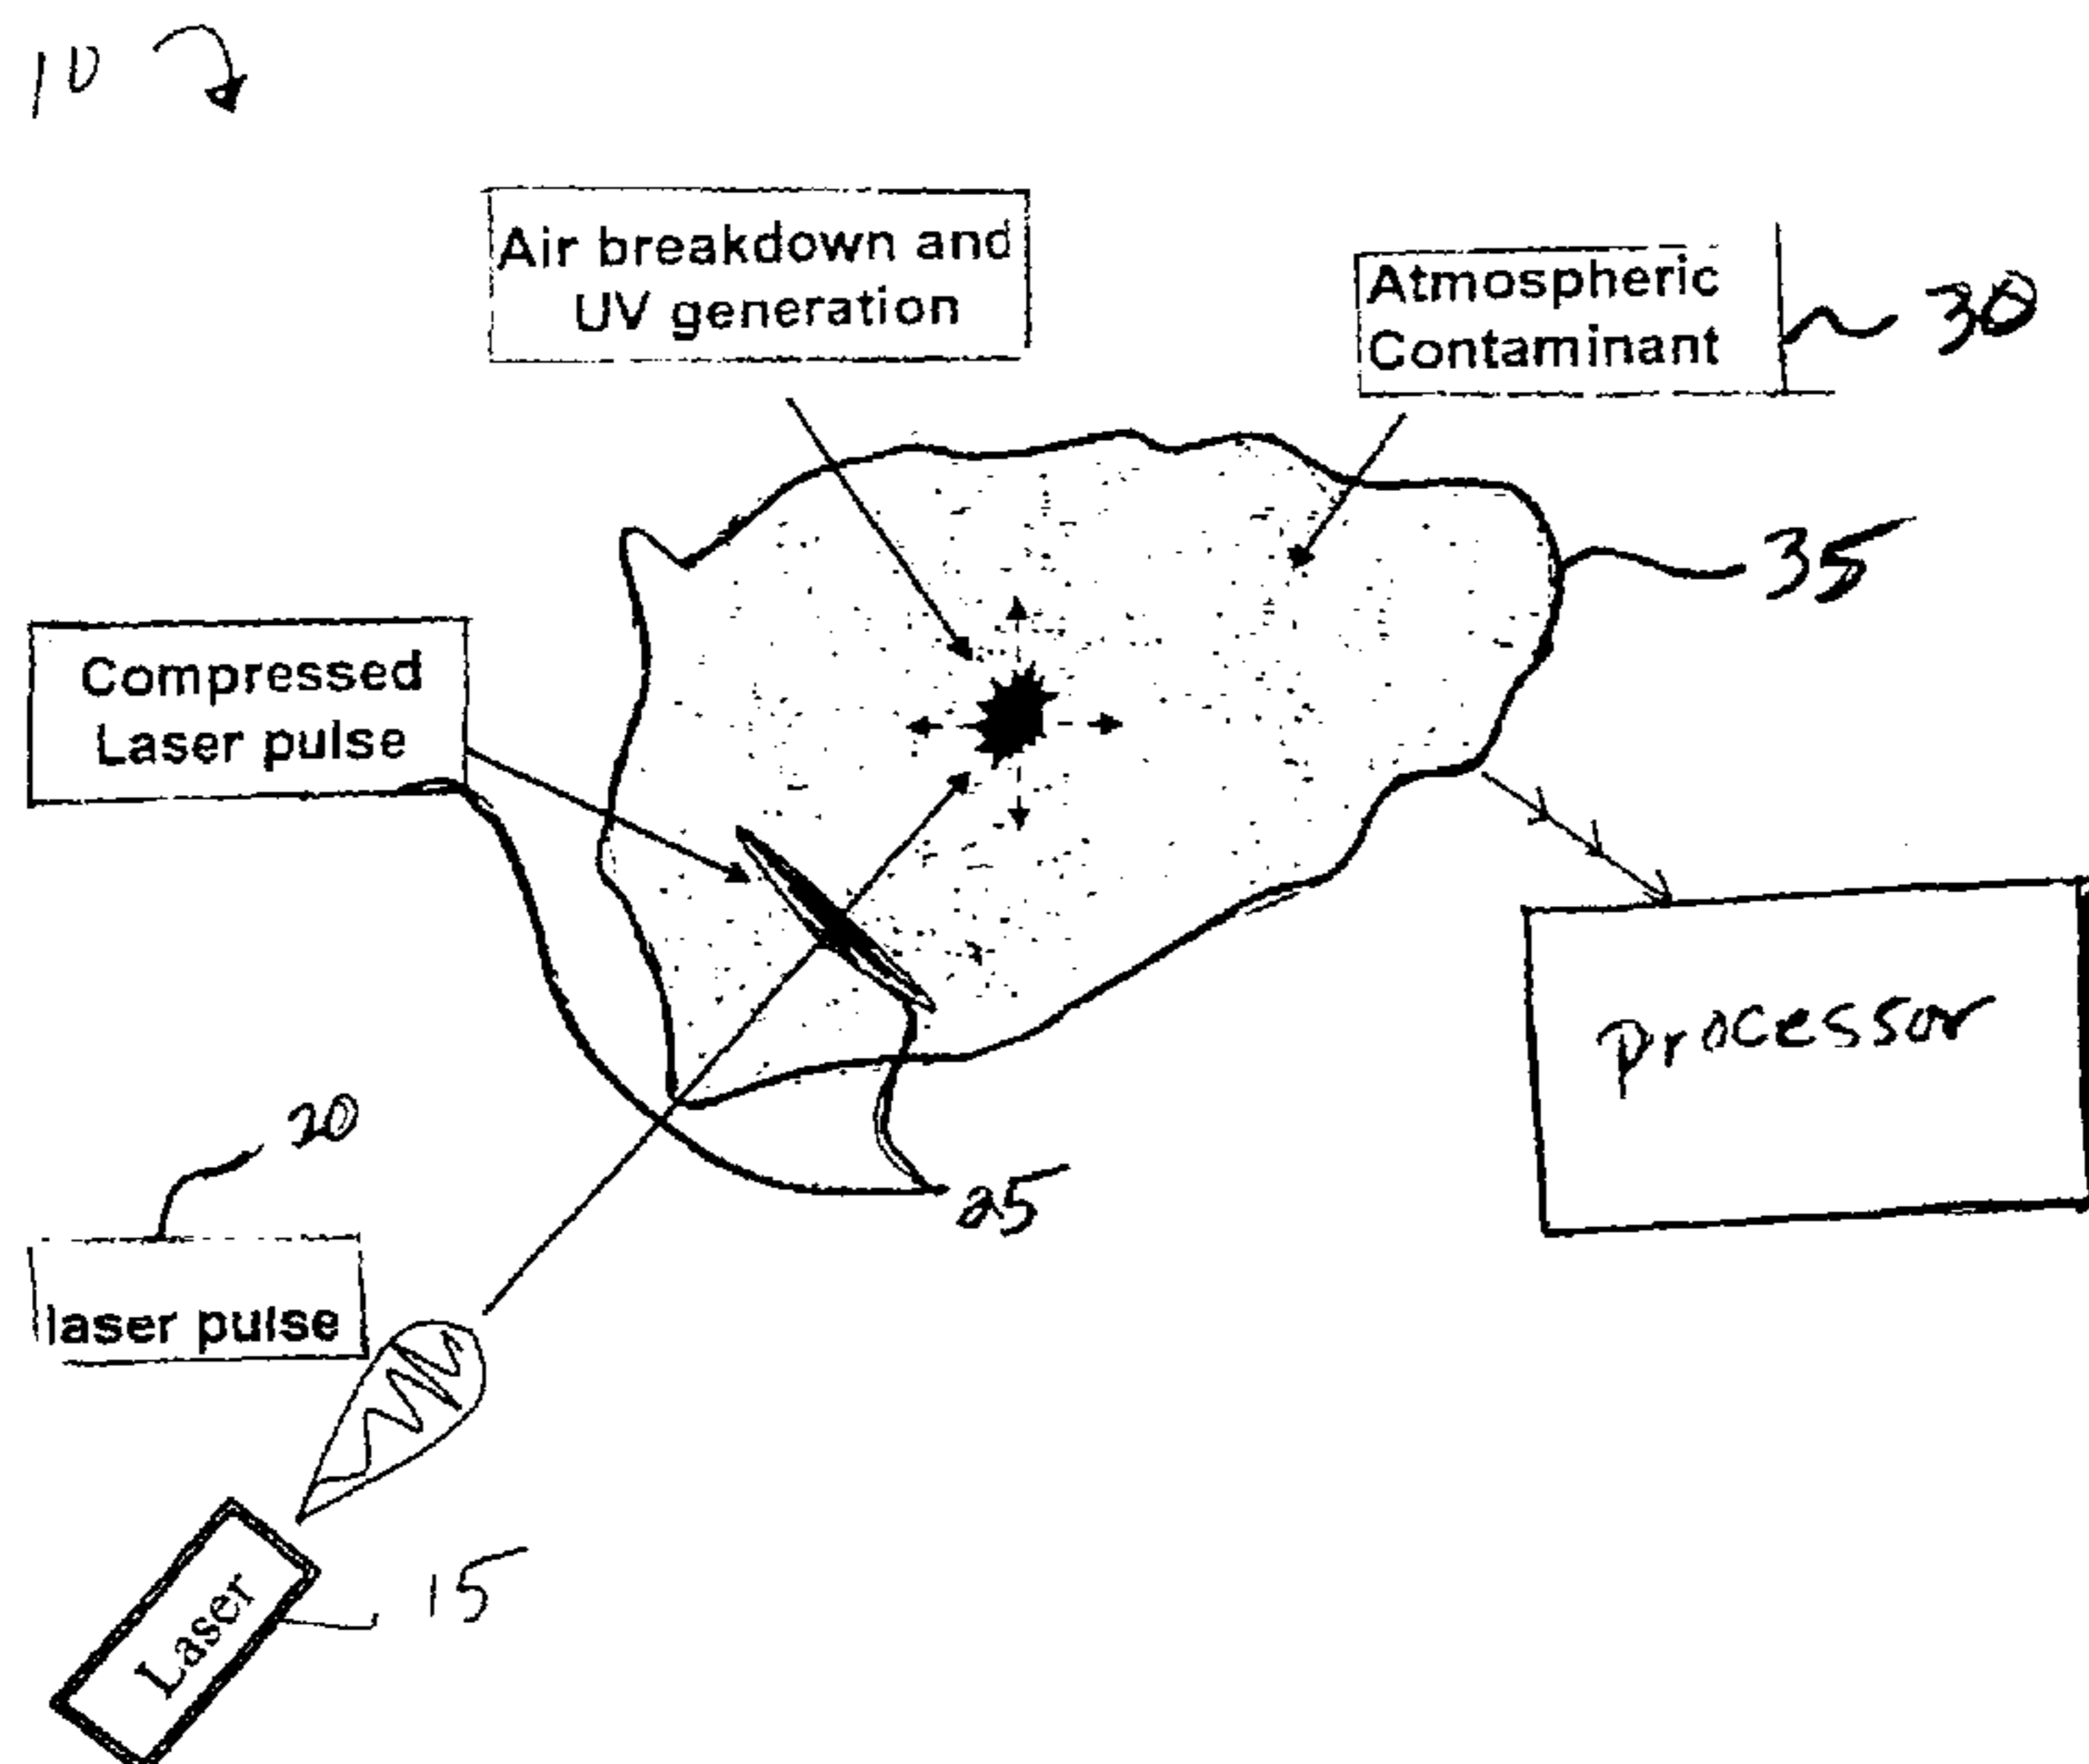 10
Air breakdown and
UV generation
Atmospheric
Contaminant
30
35
Compressed
Laser pulse
processor
20
25
laser pulse
15
Laser